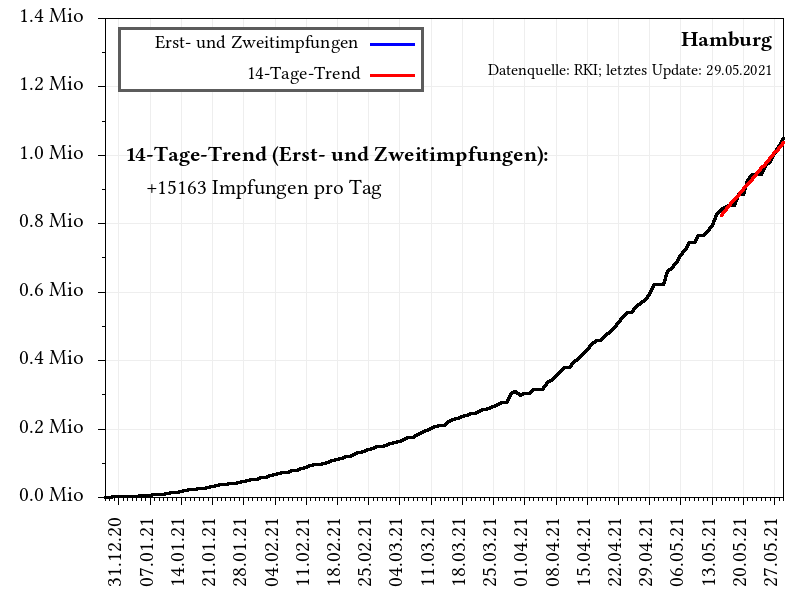 1.4 Mio
1.2 Mio
1.0 Mio
0.8 Mio
0.6 Mio
0.4 Mio
0.2 Mio
0.0 Mio
Erst- und Zweitimpfungen
14-Tage-Trend
Hamburg
Datenquelle: RKI; letztes Update: 29.05.2021
14-Tage-Trend (Erst- und Zweitimpfungen):
+15163 Impfungen pro Tag
31.12.20
07.01.21
14.01.21
21.01.21
28.01.21
04.02.21
11.02.21
18.02.21
25.02.21
04.03.21
11.03.21
18.03.21
25.03.21
01.04.21
08.04.21
15.04.21
22.04.21
29.04.21
06.05.21
13.05.21
20.05.21
27.05.21